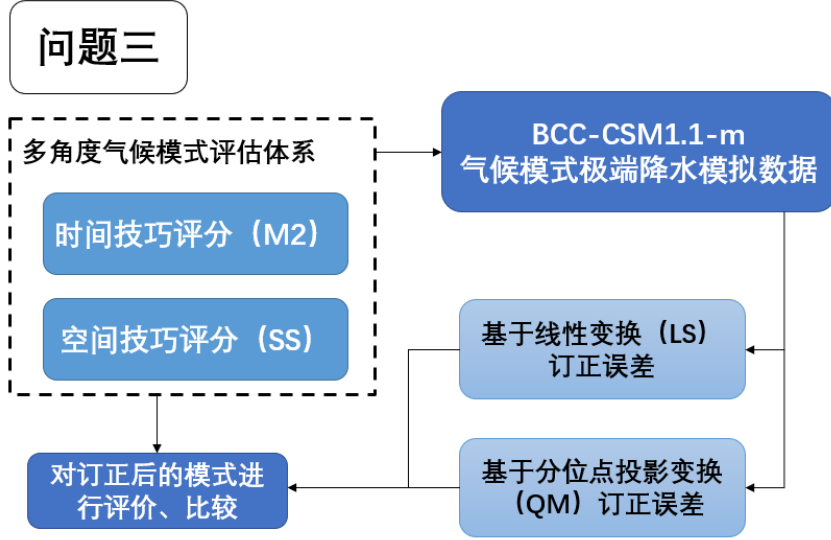 问题三
多角度气候模式评估体系
时间技巧评分（M2）
空间技巧评分（SS）
BCC-CSM1.1-m
气候模式极端降水模拟数据
基于线性变换（LS）
订正误差
基于分位点投影变换
（QM）订正误差
对订正后的模式进
行评价、比较